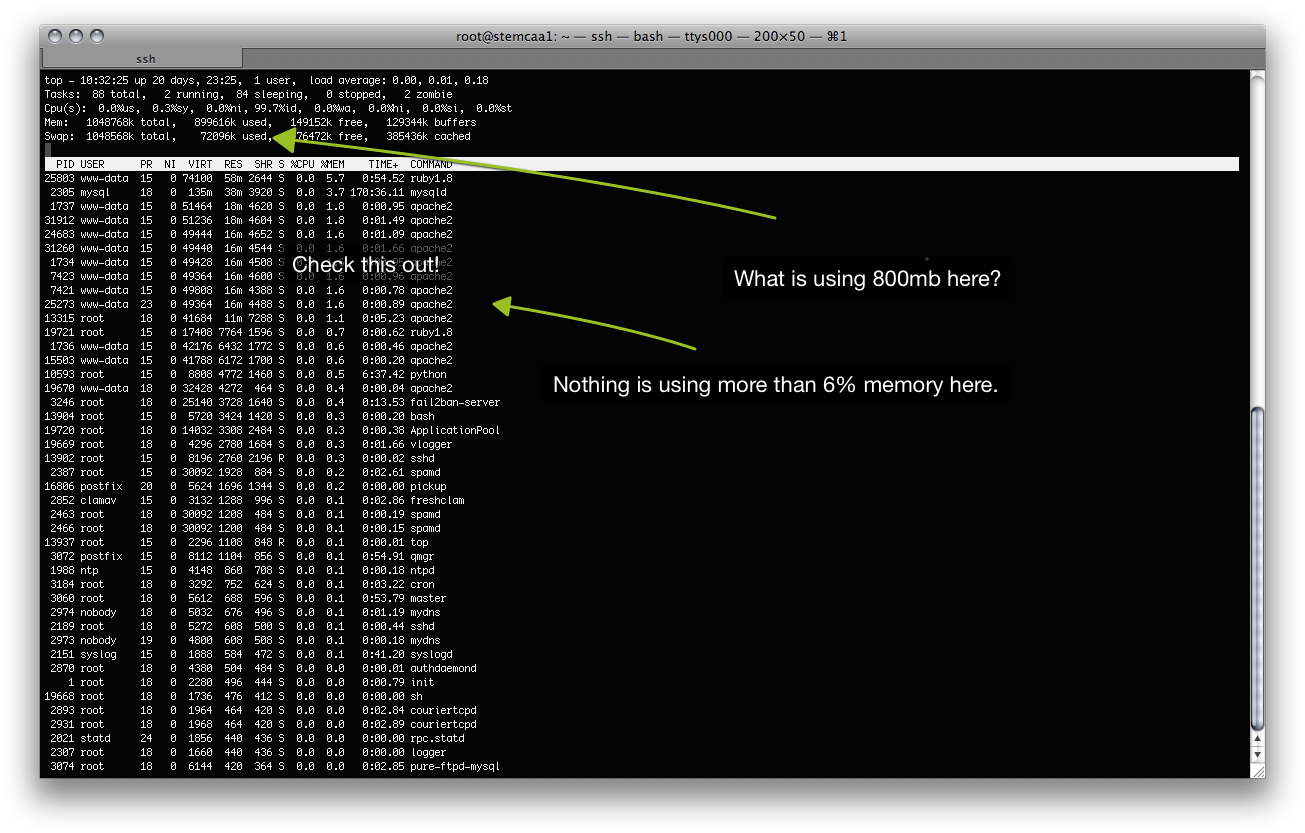 root@stemcaa1: ~ — ssh — bash — ttys000 — 200×50 — ⌘1
ssh
top - 10:32:25 up 20 days, 23:25,  1 user,  load average: 0.00, 0.01, 0.18
Tasks:  88 total,   2 running,  84 sleeping,   0 stopped,   2 zombie
Cpu(s):  0.0%us,  0.3%sy,  0.0%ni, 99.7%id,  0.0%wa,  0.0%hi,  0.0%si,  0.0%st
Mem:   1048768k total,   899616k used,   149152k free,   129344k buffers
Swap:  1048568k total,    72096k used,   76472k free,   385436k cached
PID USER      PR  NI  VIRT  RES  SHR S %CPU %MEM    TIME+  COMMAND
25803 www-data  15   0 74100  58m 2644 S  0.0  5.7   0:54.52 ruby1.8
2305 mysql     18   0  135m  38m 3920 S  0.0  3.7 170:36.11 mysqld
1737 www-data  15   0 51464  18m 4620 S  0.0  1.8   0:00.95 apache2
31912 www-data  15   0 51236  18m 4604 S  0.0  1.8   0:01.49 apache2
24683 www-data  15   0 49444  16m 4652 S  0.0  1.6   0:01.09 apache2
31260 www-data  15   0 49440  16m 4544 S  0.0  1.6   0:01.66 apache2
1734 www-data  15   0 49428  16m 4508
Check this out!
7423 www-data  15   0 49364  16m 4600 S  0.0  1.6   0:00.96 apache2
What is using 800mb here?
7421 www-data  15   0 49808  16m 4388 S  0.0  1.6   0:00.78 apache2
25273 www-data  23   0 49364  16m 4488 S  0.0  1.6   0:00.89 apache2
13315 root      18   0 41684  11m 7288 S  0.0  1.1   0:05.23 apache2
19721 root      15   0 17408 7764 1596 S  0.0  0.7   0:00.62 ruby1.8
1736 www-data  15   0 42176 6432 1772 S  0.0  0.6   0:00.46 apache2
15503 www-data  15   0 41788 6172 1700 S  0.0  0.6   0:00.20 apache2
10593 root      15   0  8808 4772 1460 S  0.0  0.5   6:37.42 python
19670 www-data  18   0 32428 4272  464 S  0.0  0.4   0:00.04 apache2
Nothing is using more than 6% memory here.
3246 root      18   0 25140 3728 1640 S  0.0  0.4   0:13.53 fail2ban-server
13904 root      15   0  5720 3424 1420 S  0.0  0.3   0:00.20 bash
19720 root      18   0 14032 3308 2484 S  0.0  0.3   0:00.38 ApplicationPool
19669 root      18   0  4296 2780 1684 S  0.0  0.3   0:01.66 vlogger
13902 root      15   0  8196 2760 2196 R  0.0  0.3   0:00.02 sshd
2387 root      15   0 30092 1928  884 S  0.0  0.2   0:02.61 spamd
16806 postfix   20   0  5624 1696 1344 S  0.0  0.2   0:00.00 pickup
2852 clamav    15   0  3132 1288  996 S  0.0  0.1   0:02.86 freshclam
2463 root      18   0 30092 1208  484 S  0.0  0.1   0:00.19 spamd
2466 root      18   0 30092 1200  484 S  0.0  0.1   0:00.15 spamd
13937 root      15   0  2296 1108  848 R  0.0  0.1   0:00.01 top
3072 postfix   15   0  8112 1104  856 S  0.0  0.1   0:54.91 qmgr
1988 ntp       15   0  4148  860  708 S  0.0  0.1   0:00.18 ntpd
3184 root      18   0  3292  752  624 S  0.0  0.1   0:03.22 cron
3060 root      18   0  5612  688  596 S  0.0  0.1   0:53.79 master
2974 nobody    18   0  5032  676  496 S  0.0  0.1   0:01.19 mydns
2189 root      18   0  5272  608  500 S  0.0  0.1   0:00.44 sshd
2973 nobody    19   0  4800  608  508 S  0.0  0.1   0:00.18 mydns
2151 syslog    15   0  1888  584  472 S  0.0  0.1   0:41.20 syslogd
2870 root      18   0  4380  504  484 S  0.0  0.0   0:00.01 authdaemond
1 root      18   0  2280  496  444 S  0.0  0.0   0:00.79 init
19668 root      18   0  1736  476  412 S  0.0  0.0   0:00.00 sh
2893 root      18   0  1964  464  420 S  0.0  0.0   0:02.84 couriertcpd
2931 root      18   0  1968  464  420 S  0.0  0.0   0:02.89 couriertcpd
2021 statd     24   0  1856  440  436 S  0.0  0.0   0:00.00 rpc.statd
2307 root      18   0  1660  440  436 S  0.0  0.0   0:00.00 logger
3074 root      18   0  6144  420  364 S  0.0  0.0   0:02.85 pure-ftpd-mysql